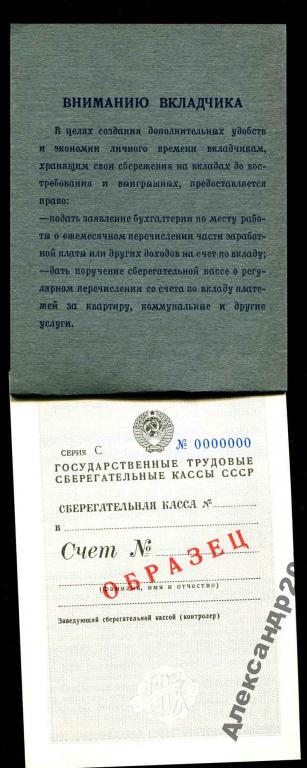 ВНИМАНИЮ ВКЛАДЧИКА
В целях создания дополнительных удобств
и экономии личного времени вкладчикам,
хранящим свои сбережения на вкладах до вос-
требования и выигрышных, предоставляется
право:
—подать заявление бухгалтерии по месту рабо-
ты о ежемесячном перечислении части заработ-
ной платы или других доходов на счет по вкладу;
—дать поручение сберегательной кассе о регу-
лярном перечислении со счета по вкладу плате-
жей за квартиру, коммунальные и другие
услуги.
СЕРИЯ С № 0000000
ГОСУДАРСТВЕННЫЕ ТРУДОВЫЕ
СБЕРЕГАТЕЛЬНЫЕ КАССЫ СССР
СБЕРЕГАТЕЛЬНАЯ КАССА №
в
Счет №
ОБРАЗЕЦ
(фамилия, имя и отчество)
Заведующий сберегательной кассой (контролер)
Александр20